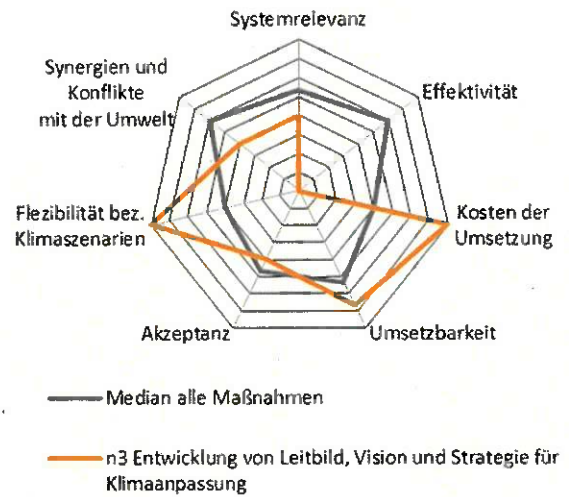 Systemrelevanz
Synergien und
Konflikte
mit der Umwelt
Effektivität
Flezibilität bez.
Klimaszenarien
Kosten der
Umsetzung
Akzeptanz
Umsetzbarkeit
Median alle Maßnahmen
n3 Entwicklung von Leitbild, Vision und Strategie für
Klimaanpassung